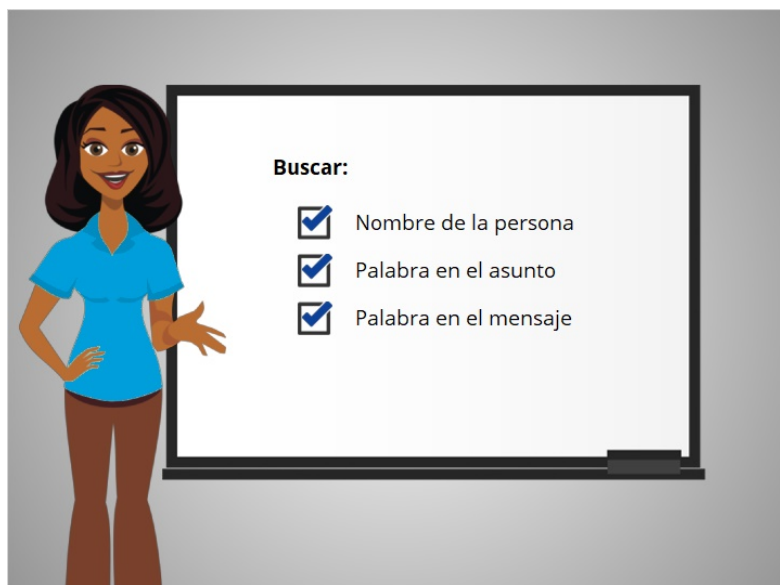 Buscar:
Nombre de la persona
Palabra en el asunto
Palabra en el mensaje